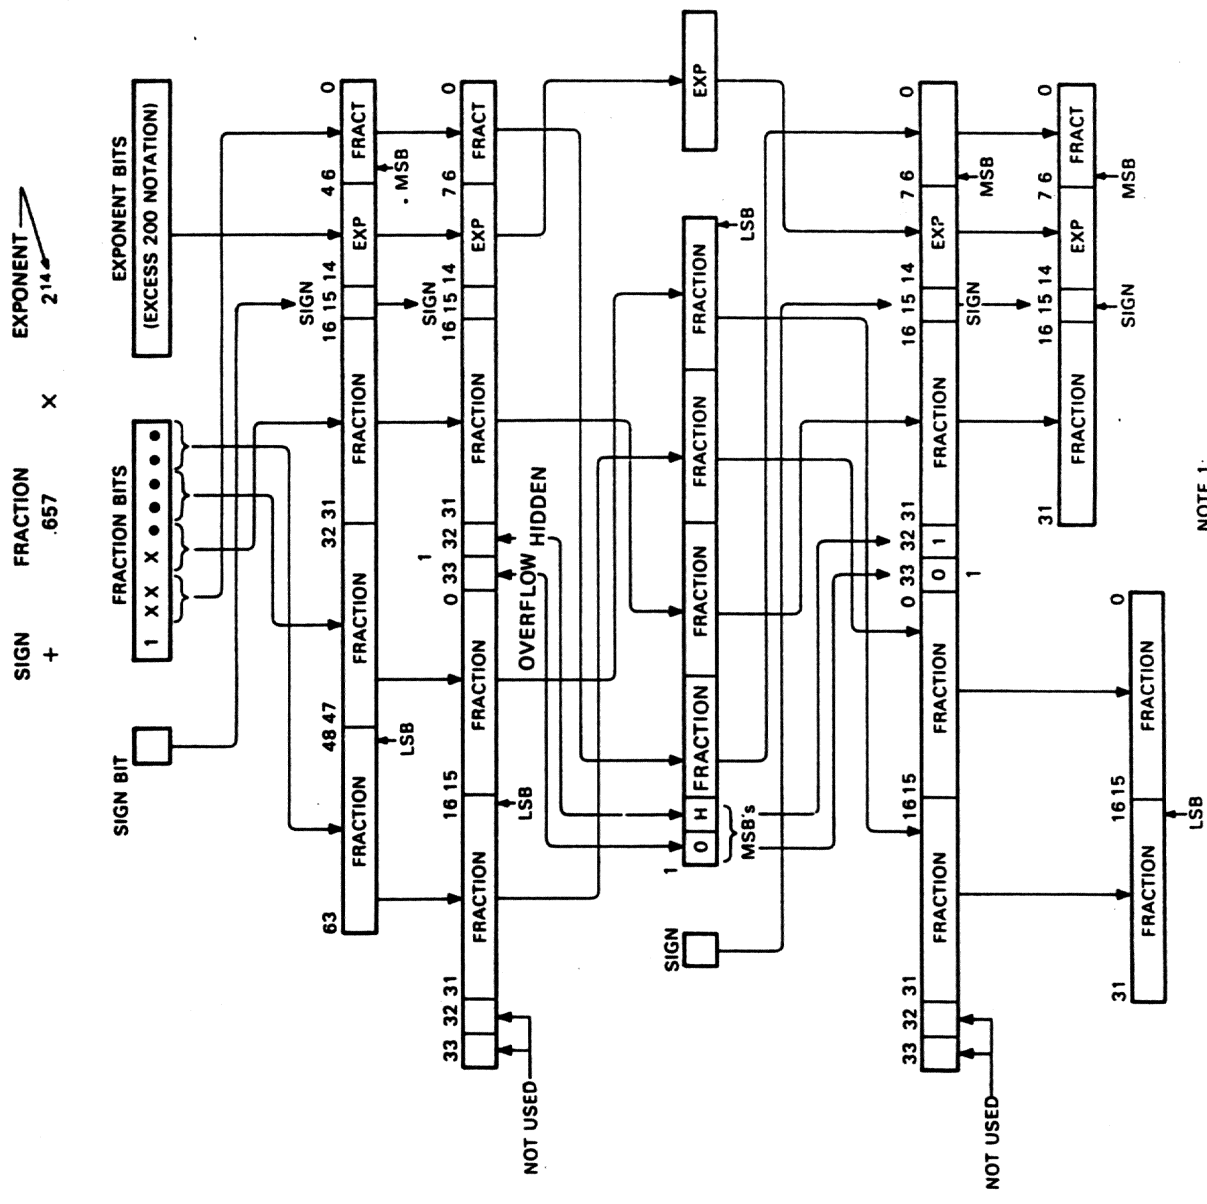 SIGN FRACTION EXPONENT
+ .657 X 2¹⁴
SIGN BIT FRACTION BITS EXPONENT BITS
1 X X X ● ● ● ● ● (EXCESS 200 NOTATION)
SIGN
63 48 47 32 31 16 15 14 4 6 0
FRACTION FRACTION FRACTION EXP FRACT
LSB MSB
1 SIGN
33 32 31 16 15 0 33 32 31 16 15 14 7 6 0
FRACTION FRACTION FRACTION EXP FRACT
NOT USED LSB OVERFLOW HIDDEN
1
SIGN O H FRACTION FRACTION FRACTION FRACTION EXP
MSB's LSB
33 32 31 16 15 0 33 32 31 16 15 14 7 6 0
FRACTION FRACTION 0 1 FRACTION EXP
1 SIGN MSB
NOT USED
31 16 15 14 7 6 0
FRACTION EXP FRACT
SIGN MSB
31 16 15 0
FRACTION FRACTION
LSB
NOTE 1: